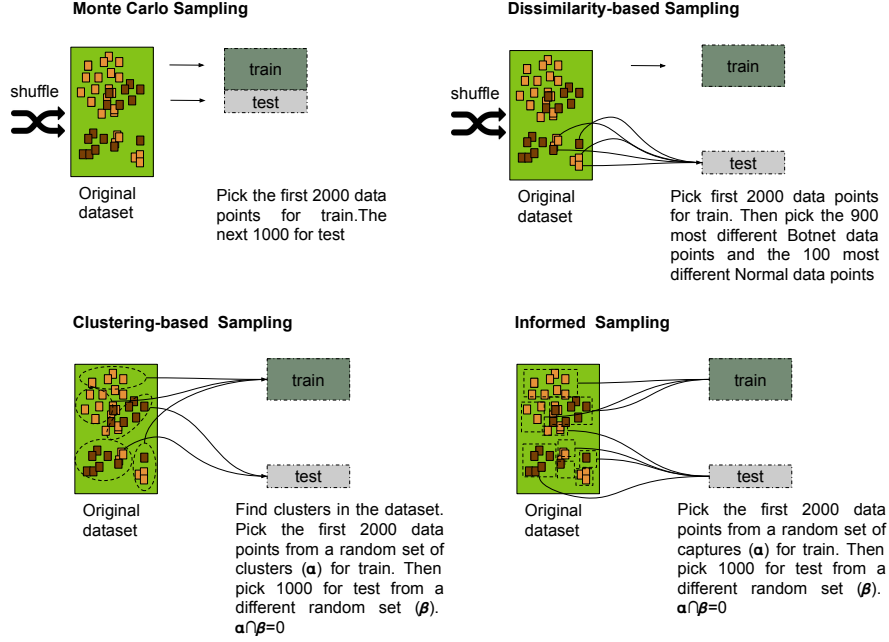 Monte Carlo Sampling
shuffle
train
test
Original
dataset
Pick the first 2000 data
points for train.The
next 1000 for test
Dissimilarity-based Sampling
shuffle
train
test
Original
dataset
Pick first 2000 data points
for train. Then pick the 900
most different Botnet data
points and the 100 most
different Normal data points
Clustering-based Sampling
train
test
Original
dataset
Find clusters in the dataset.
Pick the first 2000 data
points from a random set of
clusters (α) for train. Then
pick 1000 for test from a
different random set (β).
α∩β=0
Informed Sampling
train
test
Original
dataset
Pick the first 2000 data
points from a random set of
captures (α) for train. Then
pick 1000 for test from a
different random set (β).
α∩β=0